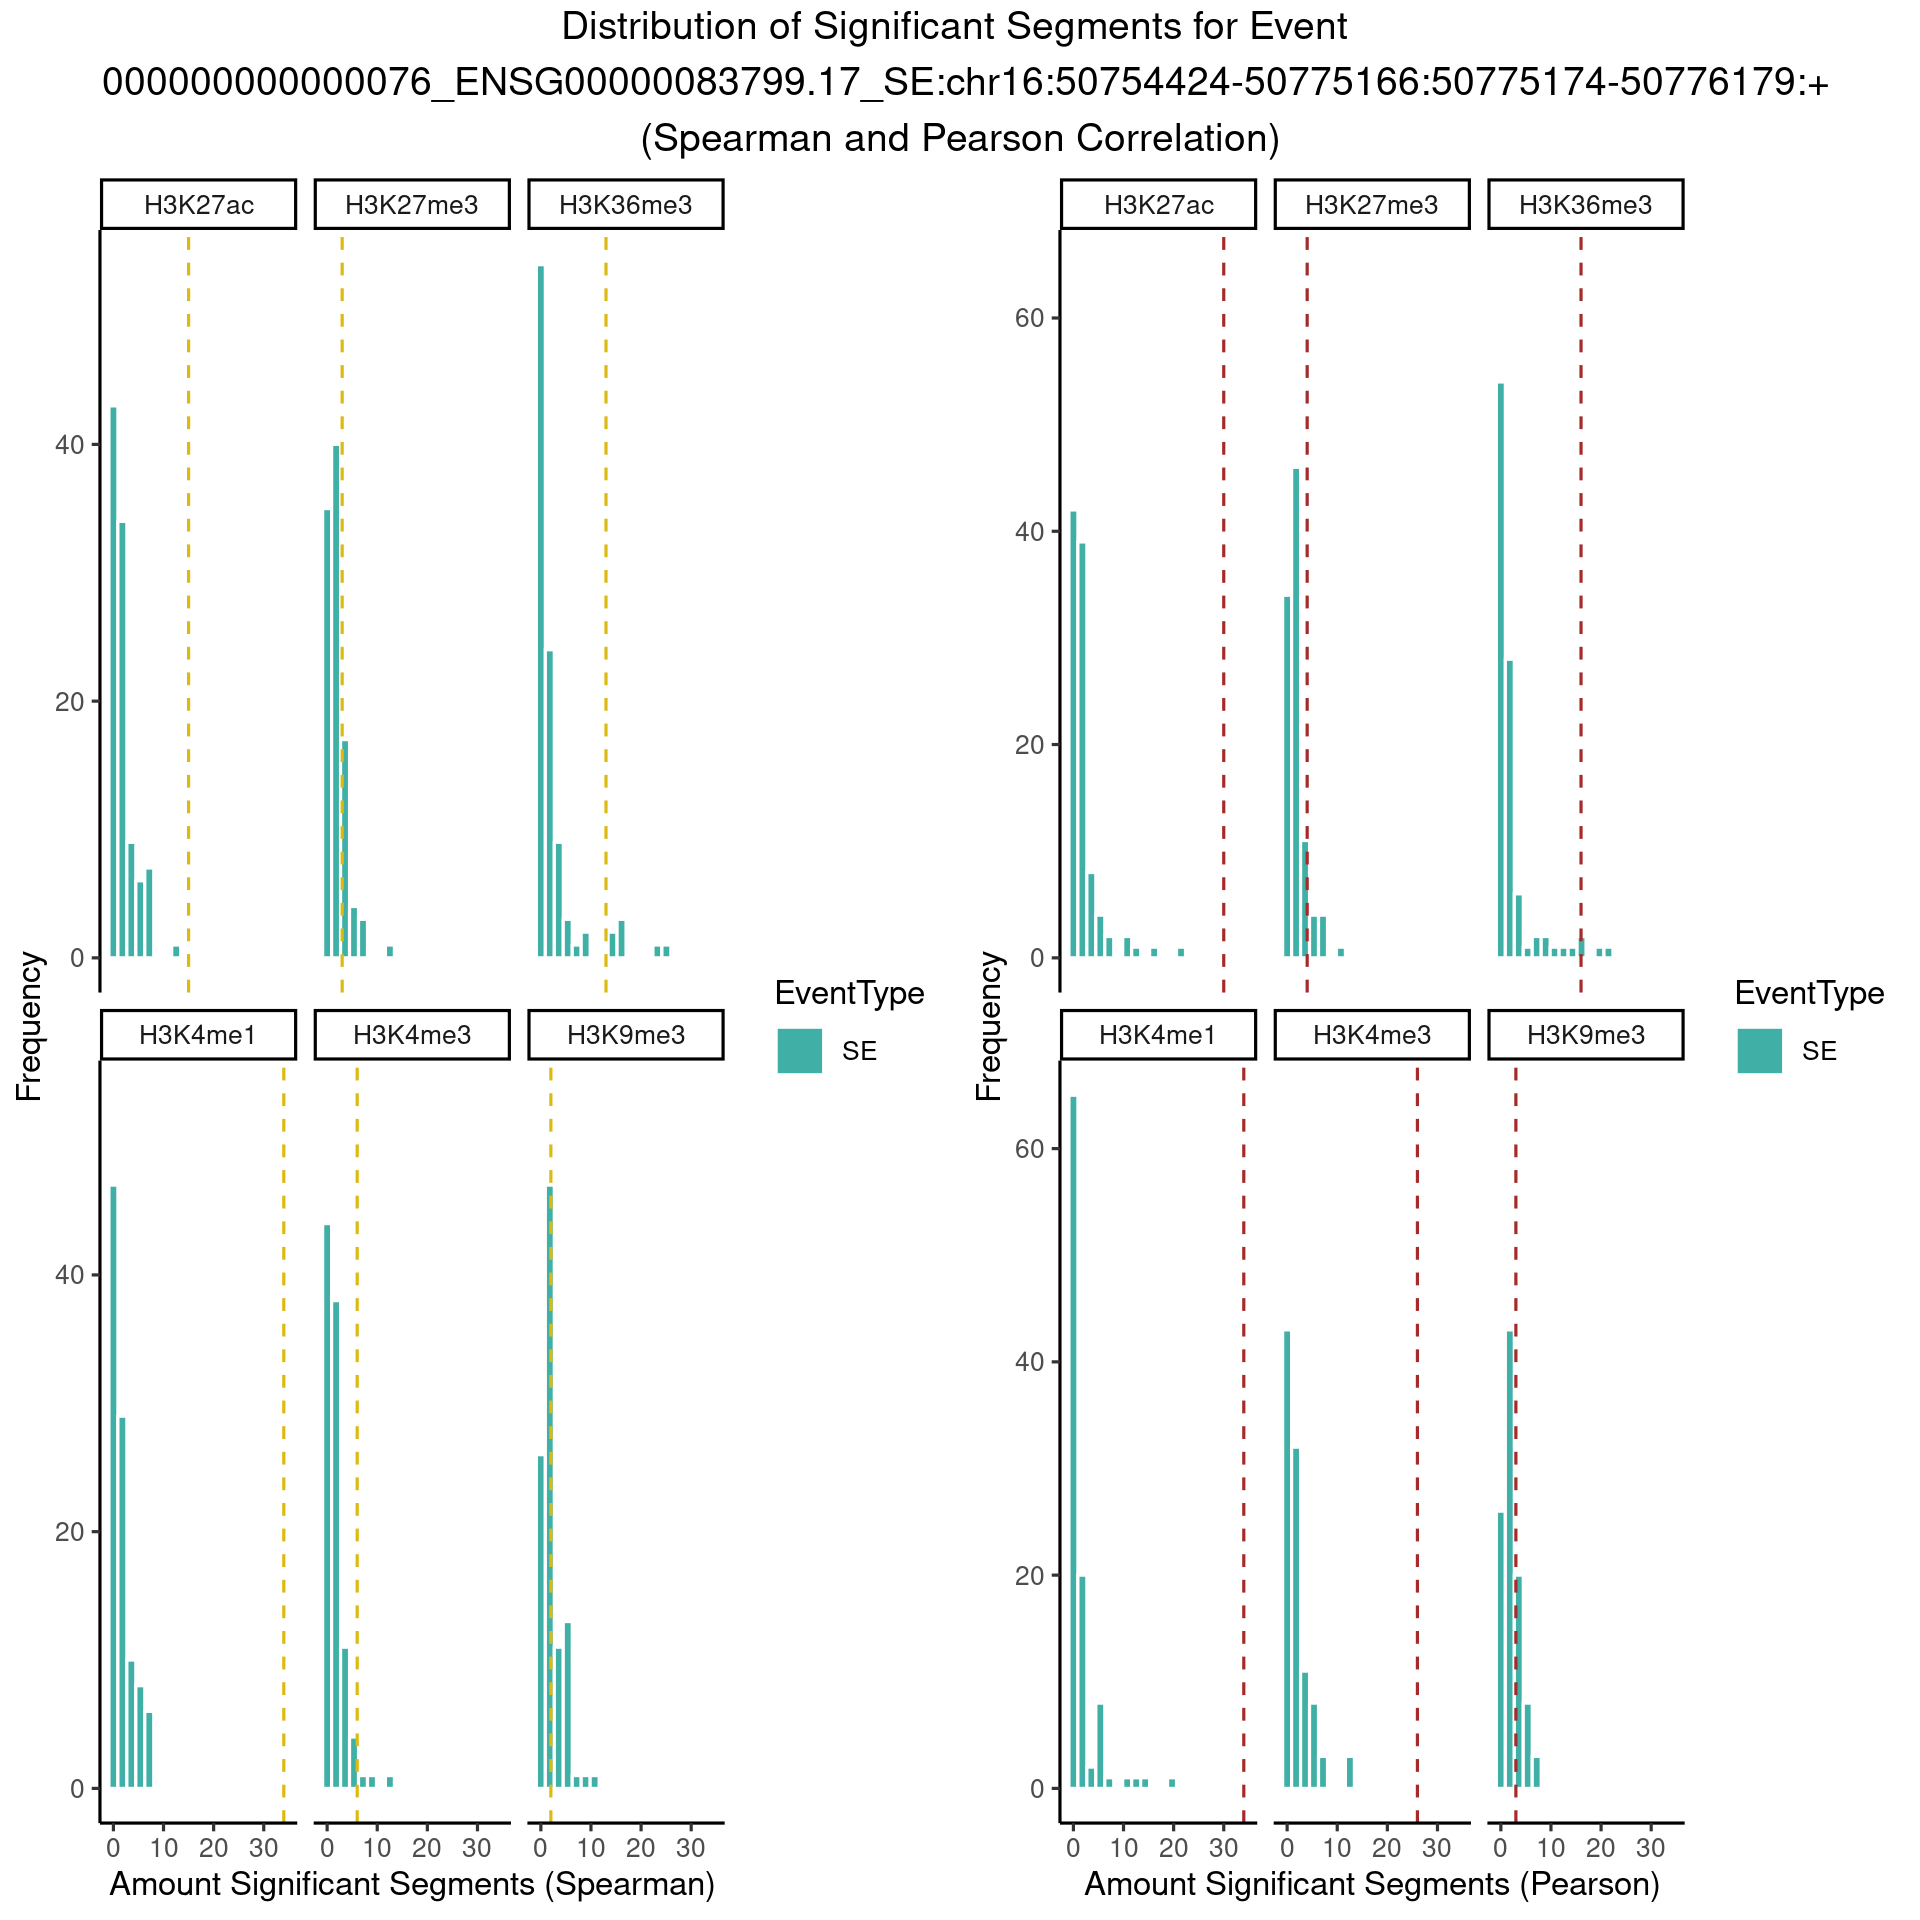 Distribution of Significant Segments for Event
000000000000076_ENSG00000083799.17_SE:chr16:50754424-50775166:50775174-50776179:+
(Spearman and Pearson Correlation)
H3K27ac H3K27me3 H3K36me3
40
20
0
H3K4me1 H3K4me3 H3K9me3
40
20
0
0 10 20 30 0 10 20 30 0 10 20 30
Frequency
Amount Significant Segments (Spearman)
EventType
SE
H3K27ac H3K27me3 H3K36me3
60
40
20
0
H3K4me1 H3K4me3 H3K9me3
60
40
20
0
0 10 20 30 0 10 20 30 0 10 20 30
Frequency
Amount Significant Segments (Pearson)
EventType
SE